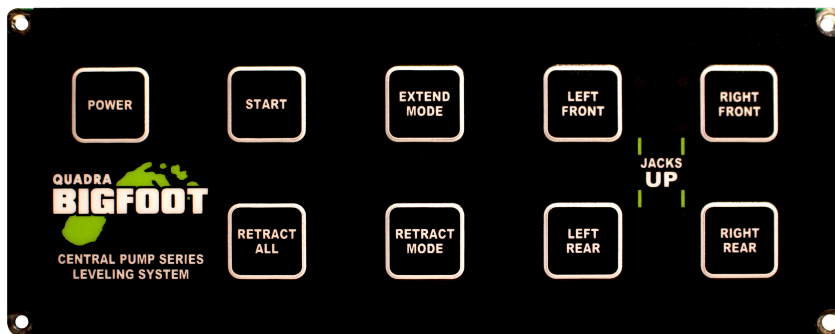 POWER
START
EXTEND
MODE
LEFT
FRONT
RIGHT
FRONT
JACKS
UP
QUADRA
BIGFOOT
CENTRAL PUMP SERIES
LEVELING SYSTEM
RETRACT
ALL
RETRACT
MODE
LEFT
REAR
RIGHT
REAR